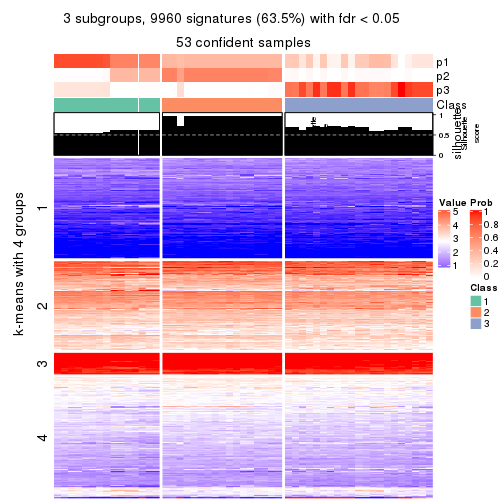 3 subgroups, 9960 signatures (63.5%) with fdr < 0.05
53 confident samples
p1
p2
p3
Class
1
0.5
0
silhouette
Silhouette
score
k-means with 4 groups
1
2
3
4
Value
5
4
3
2
1
Prob
1
0.8
0.6
0.4
0.2
0
Class
1
2
3